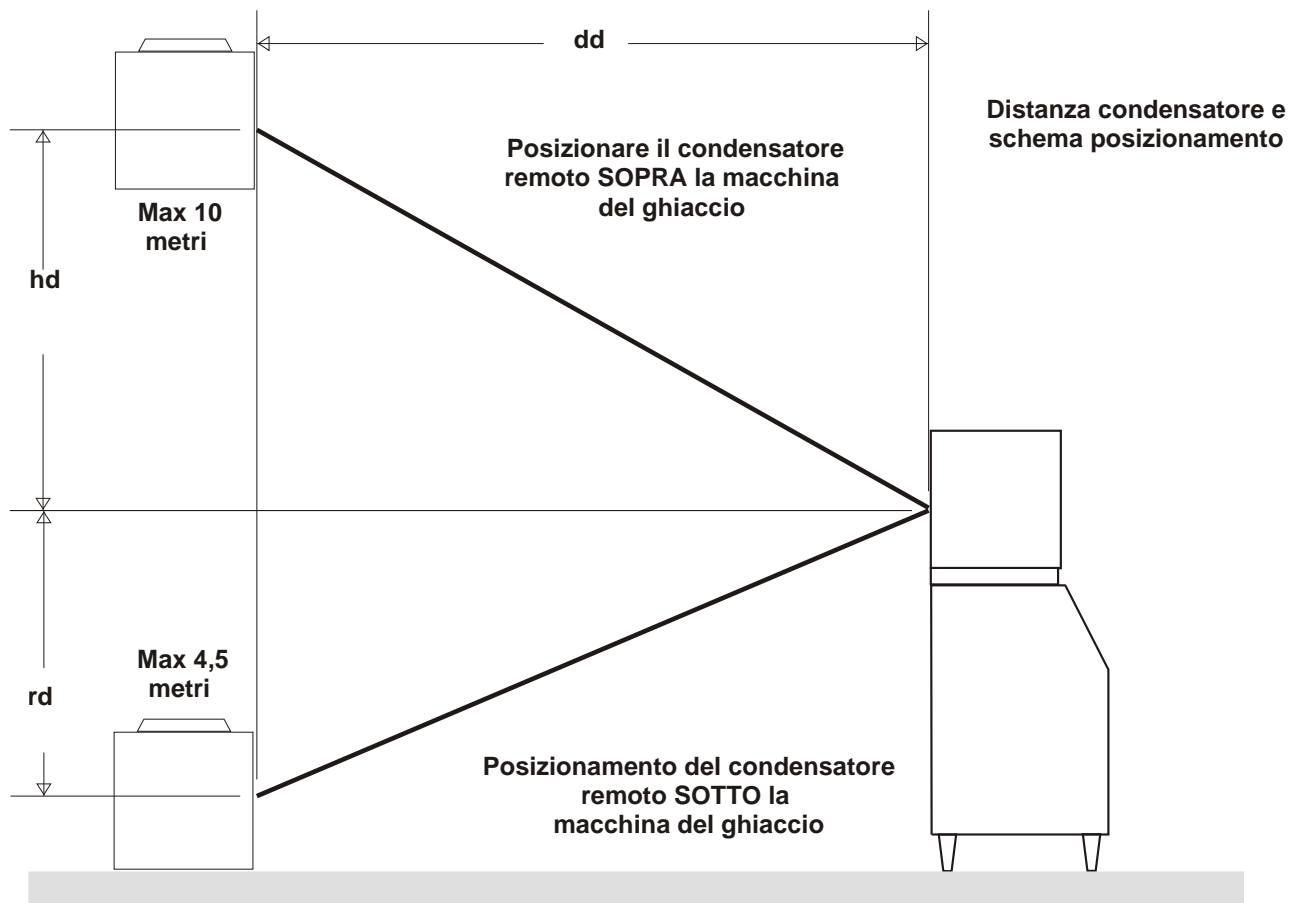 dd
Distanza condensatore e
schema posizionamento
Posizionare il condensatore
remoto SOPRA la macchina
del ghiaccio
Max 10
metri
hd
Max 4,5
metri
rd
Posizionamento del condensatore
remoto SOTTO la
macchina del ghiaccio